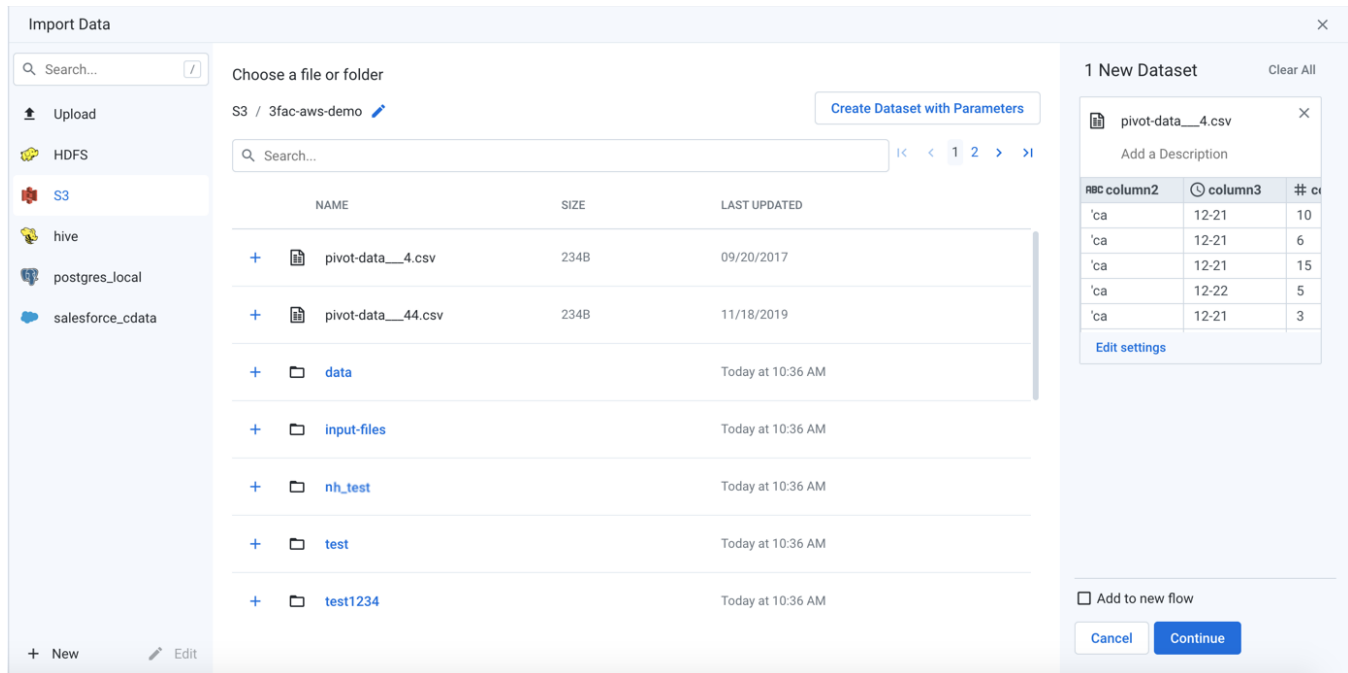 Import Data
Search... /
Upload
HDFS
S3
hive
postgres_local
salesforce_cdata
+ New Edit
Choose a file or folder
S3 / 3fac-aws-demo
Create Dataset with Parameters
Search...
1 2
NAME SIZE LAST UPDATED
pivot-data___4.csv 234B 09/20/2017
pivot-data___44.csv 234B 11/18/2019
data Today at 10:36 AM
input-files Today at 10:36 AM
nh_test Today at 10:36 AM
test Today at 10:36 AM
test1234 Today at 10:36 AM
1 New Dataset Clear All
pivot-data___4.csv
Add a Description
ABC column2 column3 # co
'ca 12-21 10
'ca 12-21 6
'ca 12-21 15
'ca 12-22 5
'ca 12-21 3
Edit settings
Add to new flow
Cancel Continue